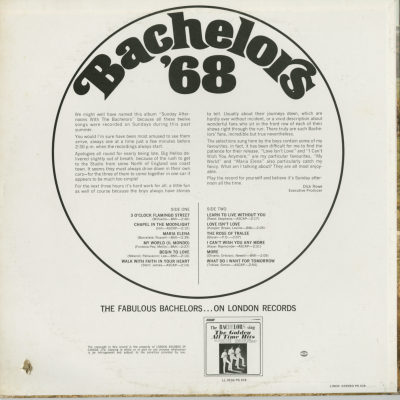 Bachelors
'68
We might well have named this album "Sunday After-
noons With The Bachelors" because all these twelve
songs were recorded on Sundays during this past
summer.
You would I'm sure have been most amused to see them
arrive, always one at a time just a few minutes before
2:30 p.m. when the recordings always start.
Apologies all round for nearly being late, Big Hellos de-
livered slightly out of breath, because of the rush to get
to the Studio from some North of England sea coast
town. It seems they must always drive down in their own
cars—for the three of them to come together in one car it
appears to be much too simple!
For the next three hours it's hard work for all; a little fun
as well of course because the boys always have stories
to tell. Usually about their journeys down, which are
hardly ever without incident, or a vivid description about
wonderful fans who sit in the front row of each of their
shows right through the run. There truly are such Bache-
lors' fans, incredible but true nevertheless.
The selections sung here by the boys contain some of my
favourites, in fact, it has been difficult for me to find the
patience for their release. "Love Isn't Love" and "I Can't
Wish You Anymore," are my particular favourites. "My
World" and "Maria Elena" also particularly catch my
fancy. What am I talking about? They are all most enjoy-
able.
Play the record for yourself and believe it's Sunday after-
noon all the time.
Dick Rowe
Executive Producer
SIDE ONE
3 O'CLOCK FLAMINGO STREET
CHAPEL IN THE MOONLIGHT
MARIA ELENA
MY WORLD (IL MONDO)
BEGIN TO LOVE
WALK WITH FAITH IN YOUR HEART
SIDE TWO
LEARN TO LIVE WITHOUT YOU
LOVE ISN'T LOVE
THE ROSE OF TRALEE
I CAN'T WISH YOU ANY MORE
MORE
WHAT DO I WANT FOR TOMORROW
THE FABULOUS BACHELORS...ON LONDON RECORDS
The BACHELORS sing
The Golden
All Time Hits